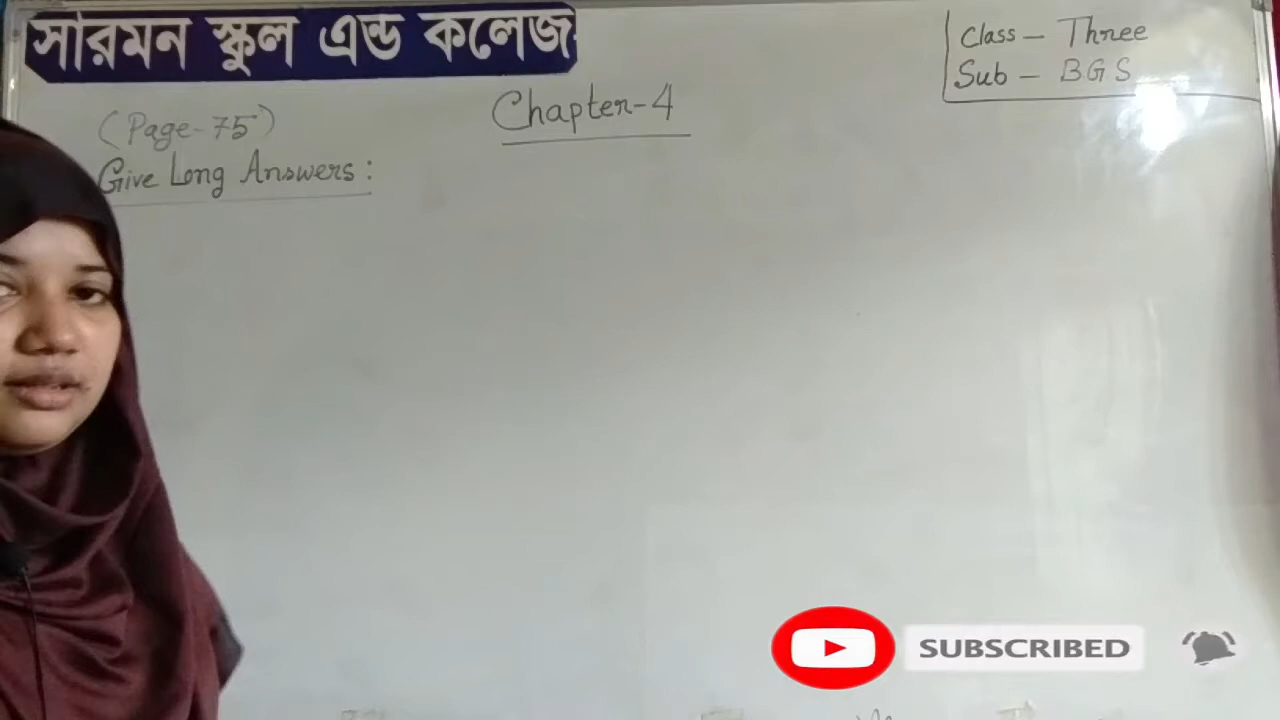 সারমন স্কুল এন্ড কলেজ
Class - Three
Sub - BGS
Chapter-4
(Page-75)
Give Long Answers:
SUBSCRIBED